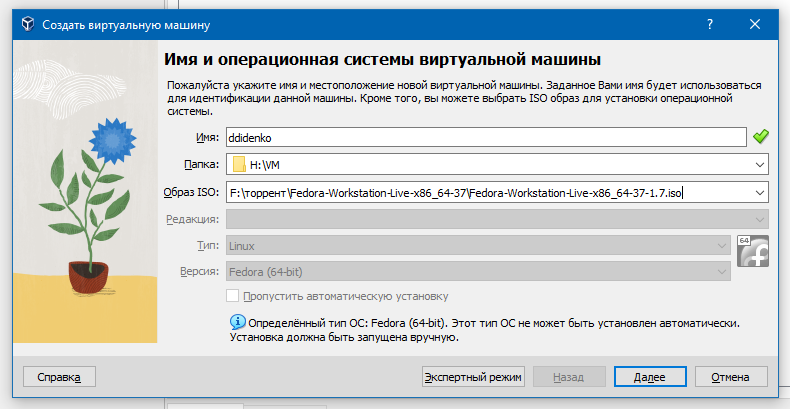 Создать виртуальную машину
Имя и операционная системы виртуальной машины
Пожалуйста укажите имя и местоположение новой виртуальной машины. Заданное Вами имя будет использоваться
для идентификации данной машины. Кроме того, вы можете выбрать ISO образ для установки операционной
системы.
Имя: ddidenko
Папка: H:\VM
Образ ISO: F:\торрент\Fedora-Workstation-Live-x86_64-37\Fedora-Workstation-Live-x86_64-37-1.7.iso
Редакция:
Тип: Linux
64
Версия: Fedora (64-bit)
Пропустить автоматическую установку
Определённый тип ОС: Fedora (64-bit). Этот тип ОС не может быть установлен автоматически.
Установка должна быть запущена вручную.
Справка
Экспертный режим
Назад
Далее
Отмена